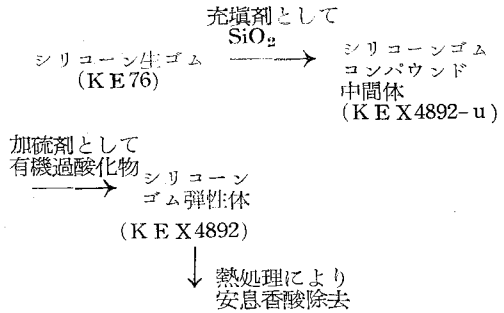 充塡剤として
SiO₂
シリコーン生ゴム
(KE76)
シリコーンゴム
コンパウンド
中間体
(KEX4892-u)
加硫剤として
有機過酸化物
シリコーン
ゴム弾性体
(KEX4892)
熱処理により
安息香酸除去